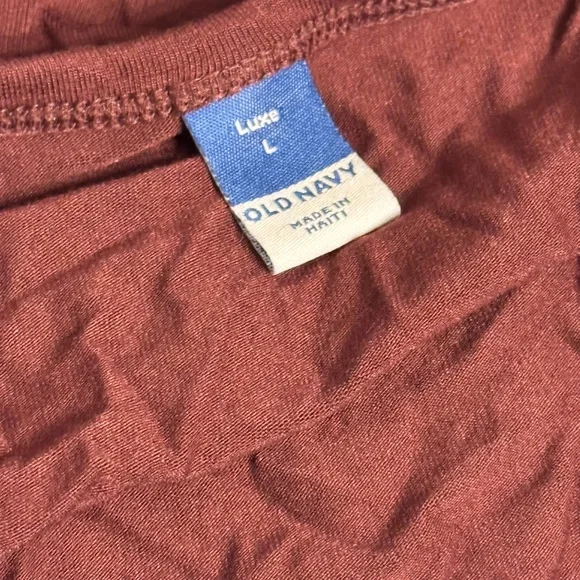 Luxe
L
OLD NAVY
MADE IN
HAITI